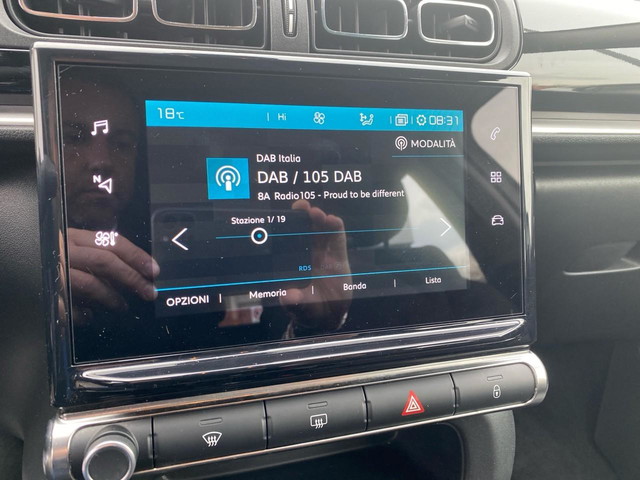 18°C Hi 08:31
MODALITÀ
DAB Italia
DAB / 105 DAB
8A Radio105 - Proud to be different
Stazione 1/ 19
RDS
OPZIONI Memoria Banda Lista
N